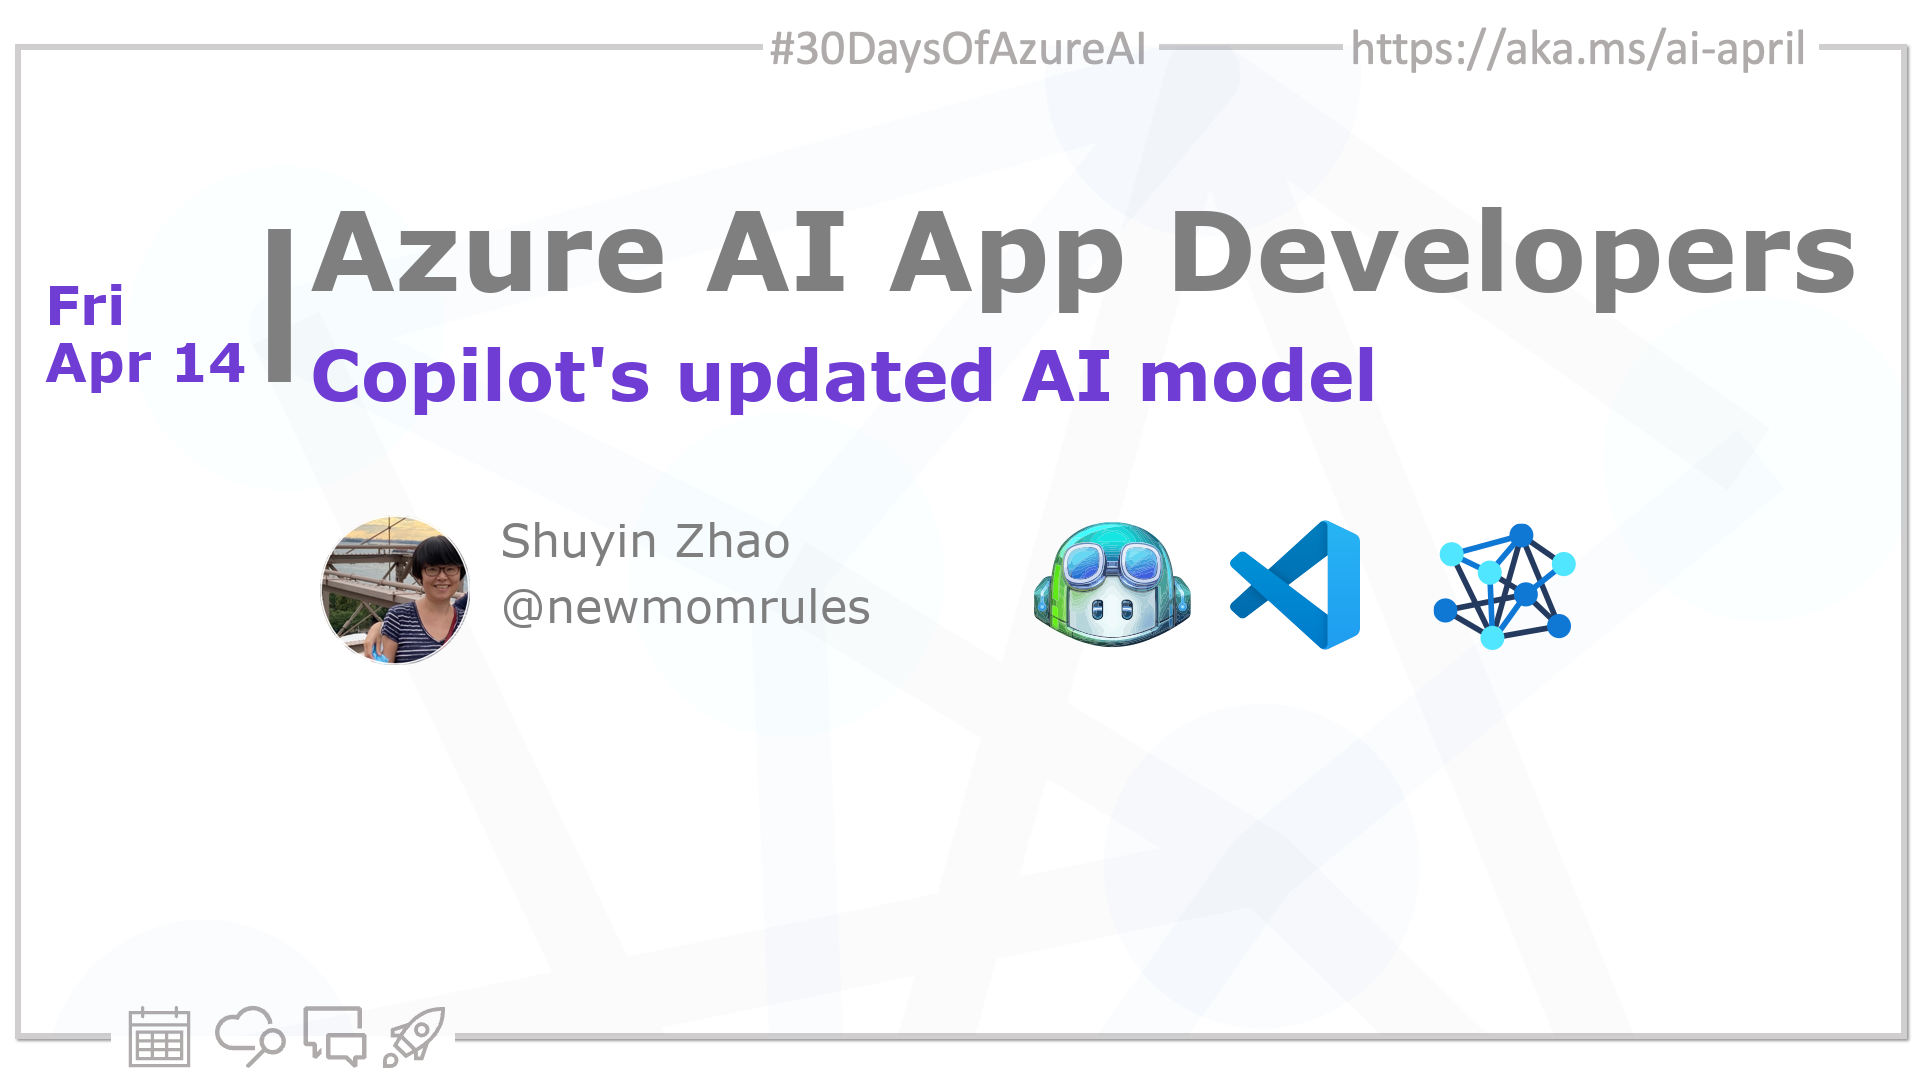 #30DaysOfAzureAI
https://aka.ms/ai-april
Fri
Apr 14
Azure AI App Developers
Copilot's updated AI model
Shuyin Zhao
@newmomrules